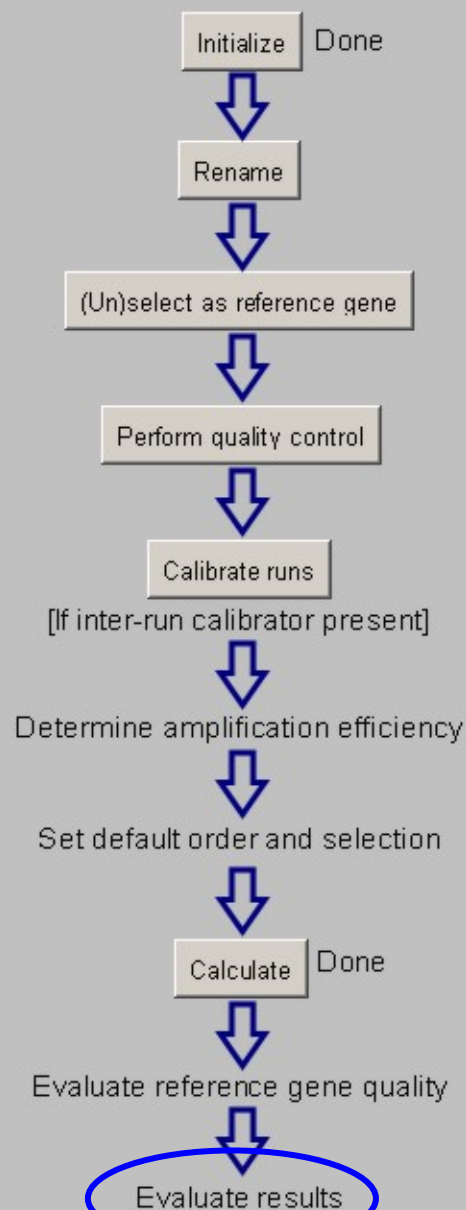 Initialize Done
Rename
(Un)select as reference gene
Perform quality control
Calibrate runs
[If inter-run calibrator present]
Determine amplification efficiency
Set default order and selection
Calculate Done
Evaluate reference gene quality
Evaluate results